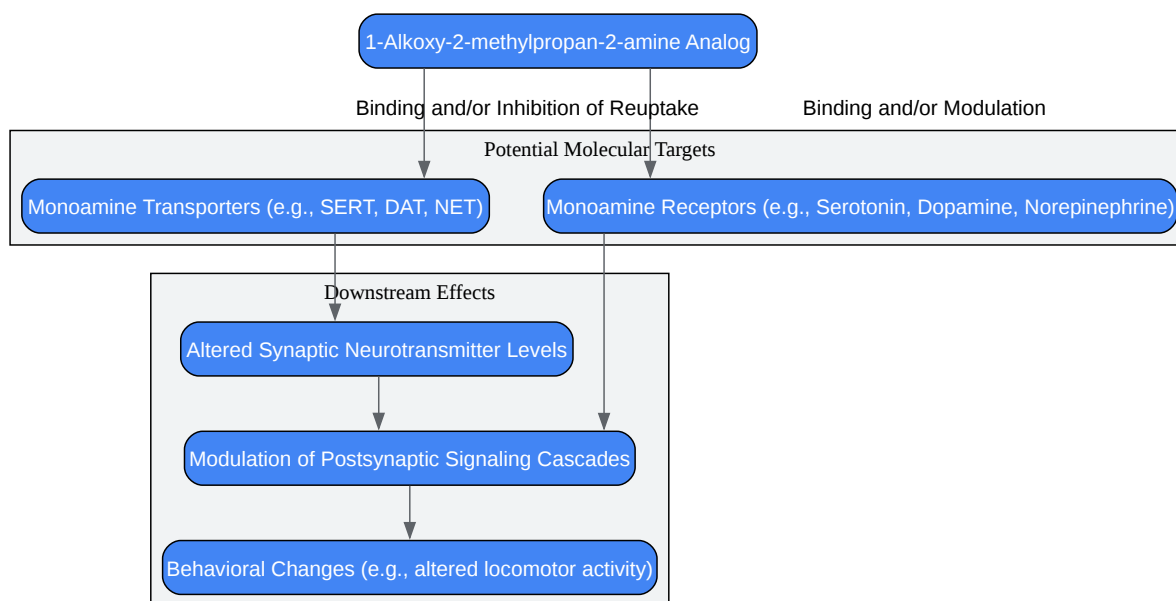 1-Alkoxy-2-methylpropan-2-amine Analog
Binding and/or Inhibition of Reuptake
Binding and/or Modulation
Potential Molecular Targets
Monoamine Transporters (e.g., SERT, DAT, NET)
Monoamine Receptors (e.g., Serotonin, Dopamine, Norepinephrine)
Downstream Effects
Altered Synaptic Neurotransmitter Levels
Modulation of Postsynaptic Signaling Cascades
Behavioral Changes (e.g., altered locomotor activity)